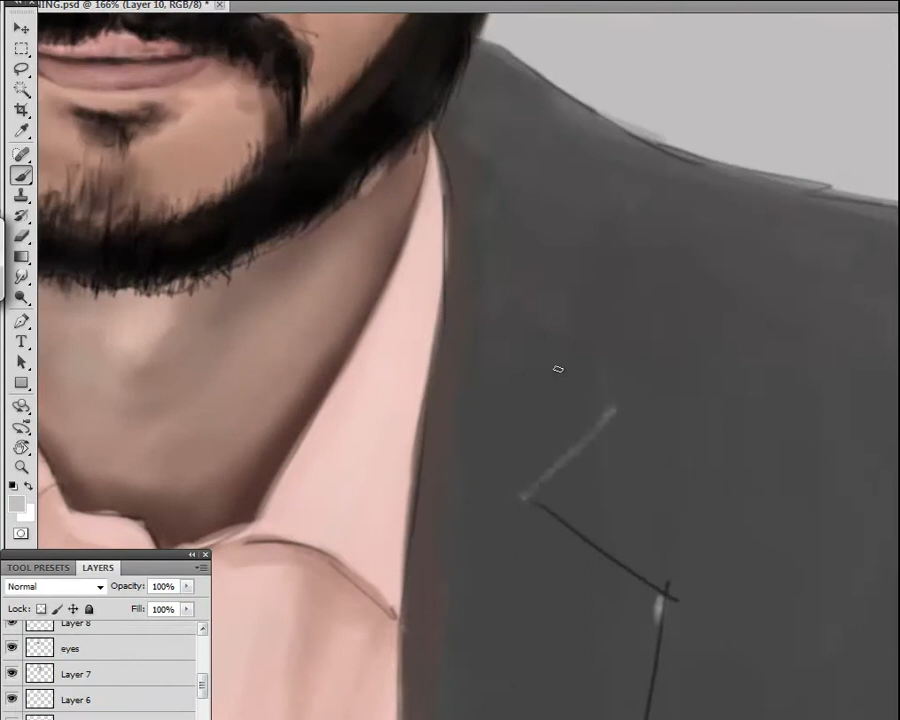 NING.psd @ 166% (Layer 10, RGB/8) *
T
TOOL PRESETS
LAYERS
Normal
Opacity: 100%
Lock:
Fill: 100%
Layer 8
eyes
Layer 7
Layer 6